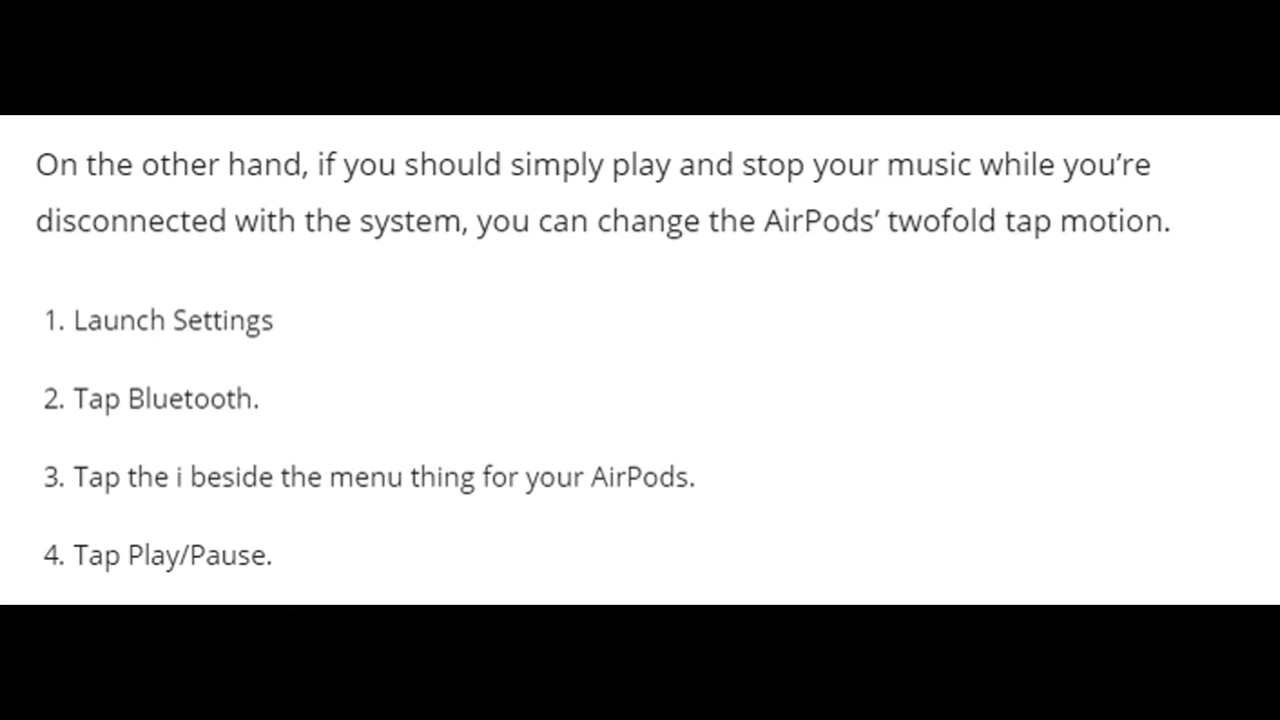 On the other hand, if you should simply play and stop your music while you’re
disconnected with the system, you can change the AirPods’ twofold tap motion.
1. Launch Settings
2. Tap Bluetooth.
3. Tap the i beside the menu thing for your AirPods.
4. Tap Play/Pause.